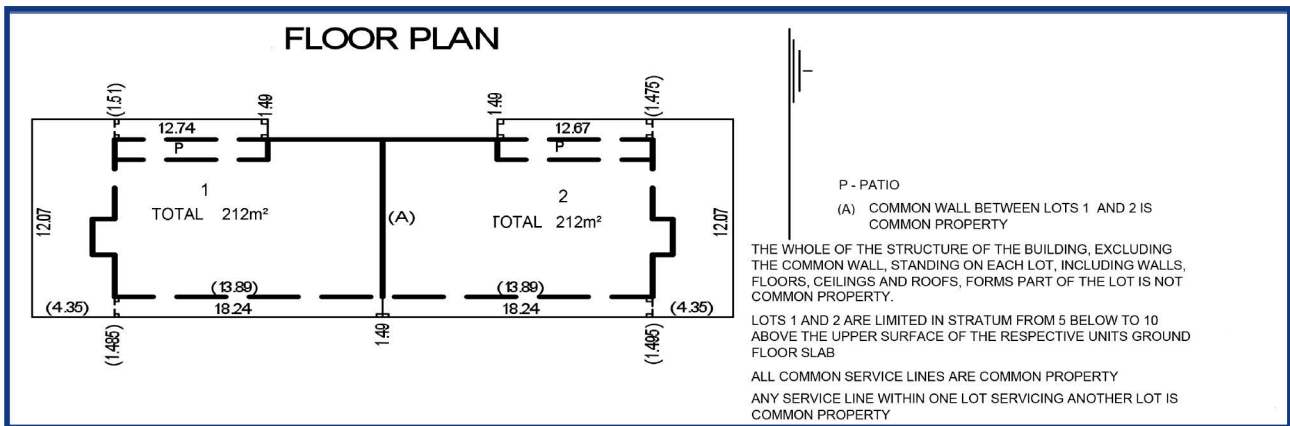 FLOOR PLAN
(1.51)
1.49
1.49
(1.475)
12.74
12.67
P
P
1
TOTAL 212m²
2
TOTAL 212m²
(A)
12.07
12.07
(13.89)
(13.89)
(4.35)
18.24
18.24
(4.35)
(1.485)
1.49
(1.495)
P - PATIO
(A) COMMON WALL BETWEEN LOTS 1 AND 2 IS
COMMON PROPERTY
THE WHOLE OF THE STRUCTURE OF THE BUILDING, EXCLUDING
THE COMMON WALL, STANDING ON EACH LOT, INCLUDING WALLS,
FLOORS, CEILINGS AND ROOFS, FORMS PART OF THE LOT IS NOT
COMMON PROPERTY.
LOTS 1 AND 2 ARE LIMITED IN STRATUM FROM 5 BELOW TO 10
ABOVE THE UPPER SURFACE OF THE RESPECTIVE UNITS GROUND
FLOOR SLAB
ALL COMMON SERVICE LINES ARE COMMON PROPERTY
ANY SERVICE LINE WITHIN ONE LOT SERVICING ANOTHER LOT IS
COMMON PROPERTY